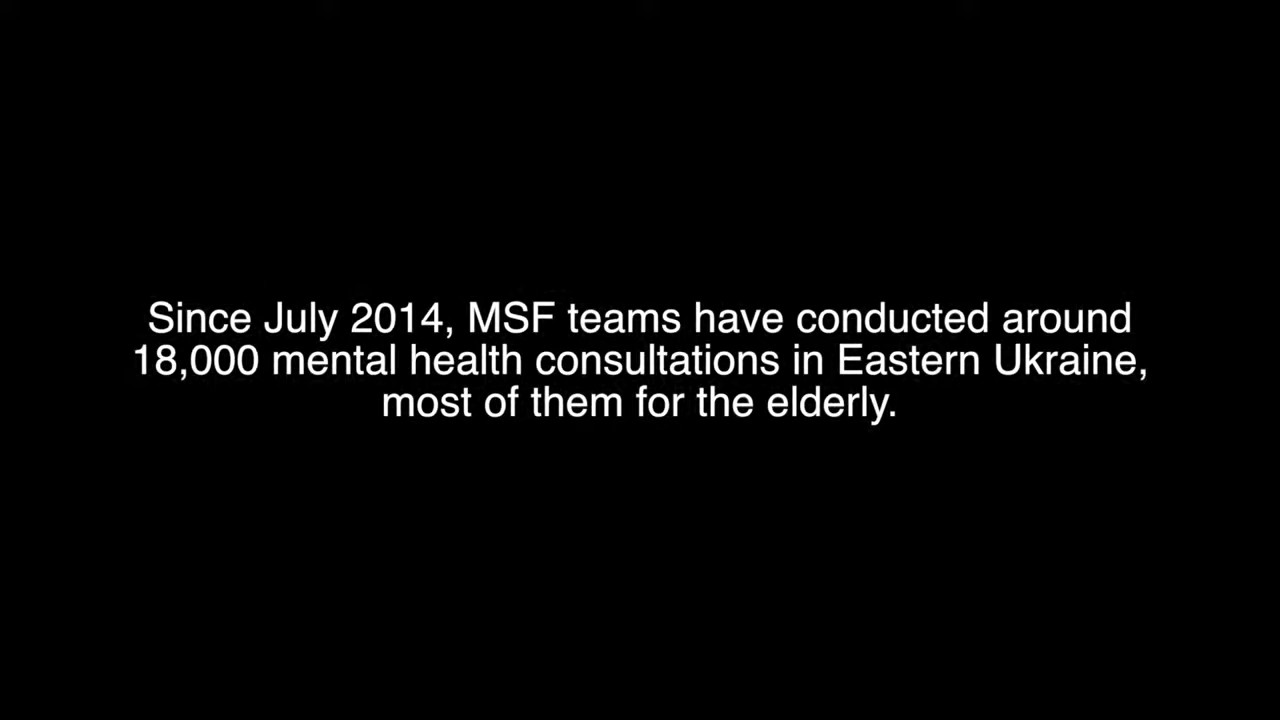 Since July 2014, MSF teams have conducted around
18,000 mental health consultations in Eastern Ukraine,
most of them for the elderly.